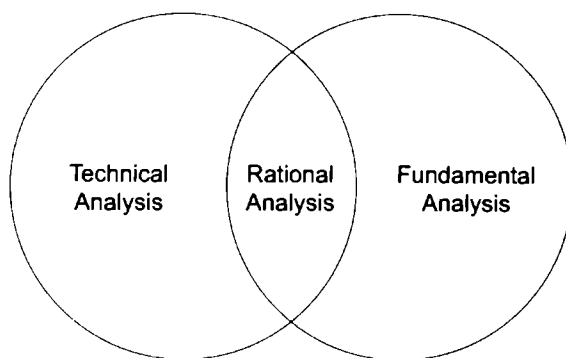 Technical
Analysis
Rational
Analysis
Fundamental
Analysis